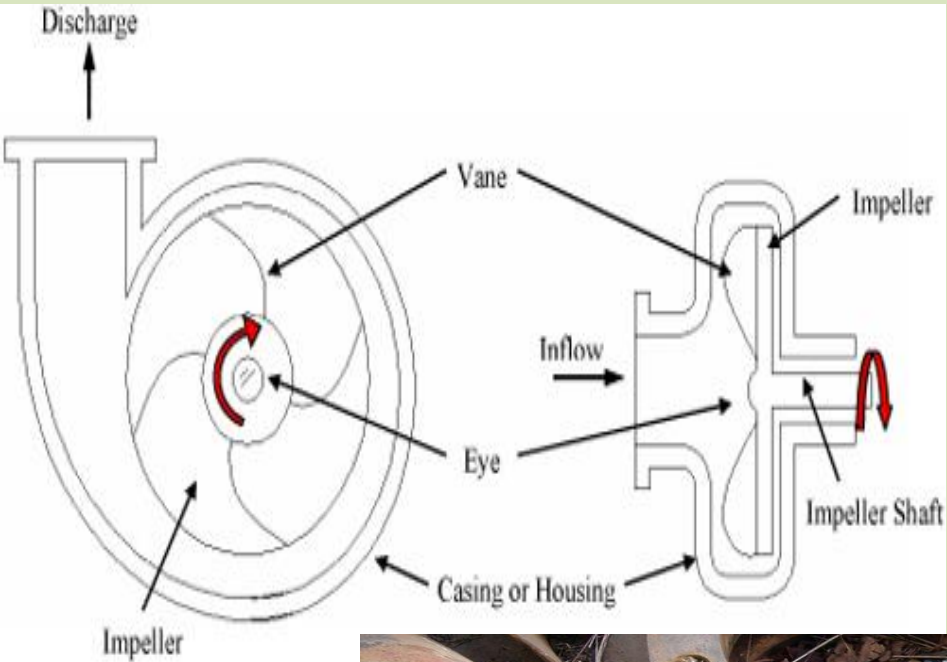 Discharge
Vane
Impeller
Inflow
Eye
Impeller Shaft
Casing or Housing
Impeller